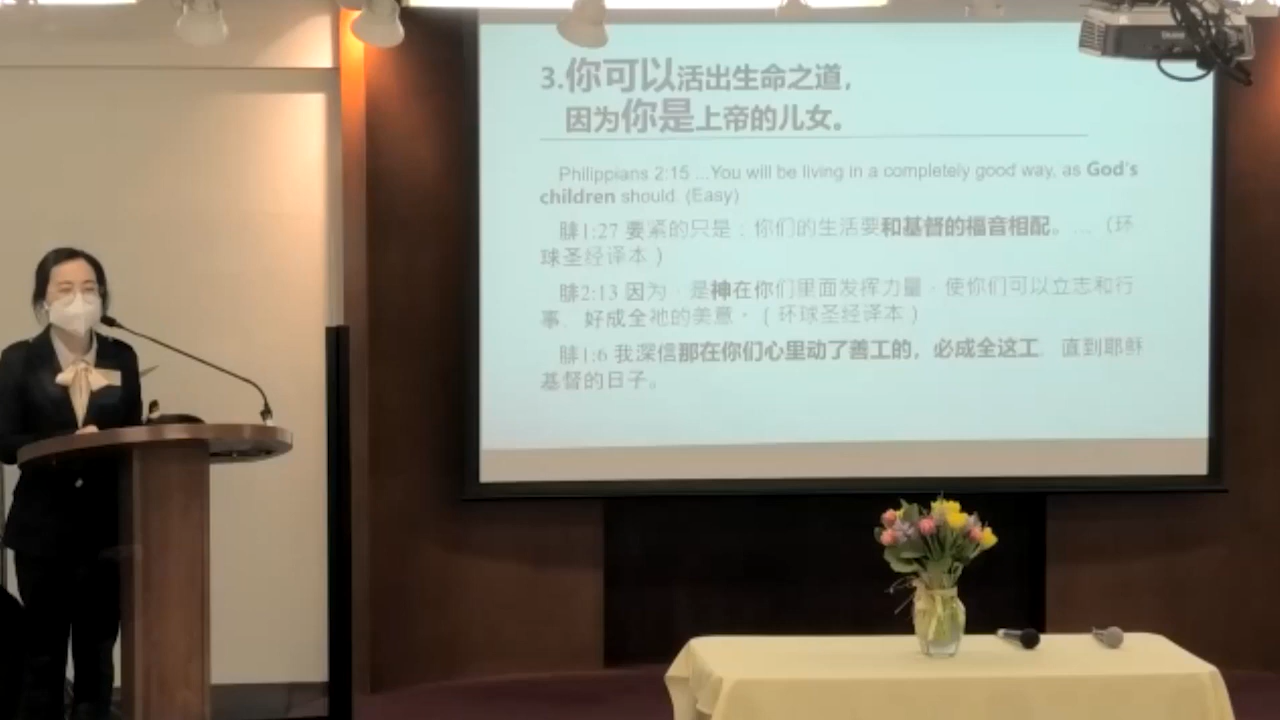 3.你可以活出生命之道，
因为你是上帝的儿女。
Philippians 2:15 ...You will be living in a completely good way, as God's
children should. (Easy)
腓1:27 要紧的只是：你们的生活要和基督的福音相配。...（环
球圣经译本）
腓2:13 因为，是神在你们里面发挥力量，使你们可以立志和行
事，好成全祂的美意。（环球圣经译本）
腓1:6 我深信那在你们心里动了善工的，必成全这工，直到耶稣
基督的日子。